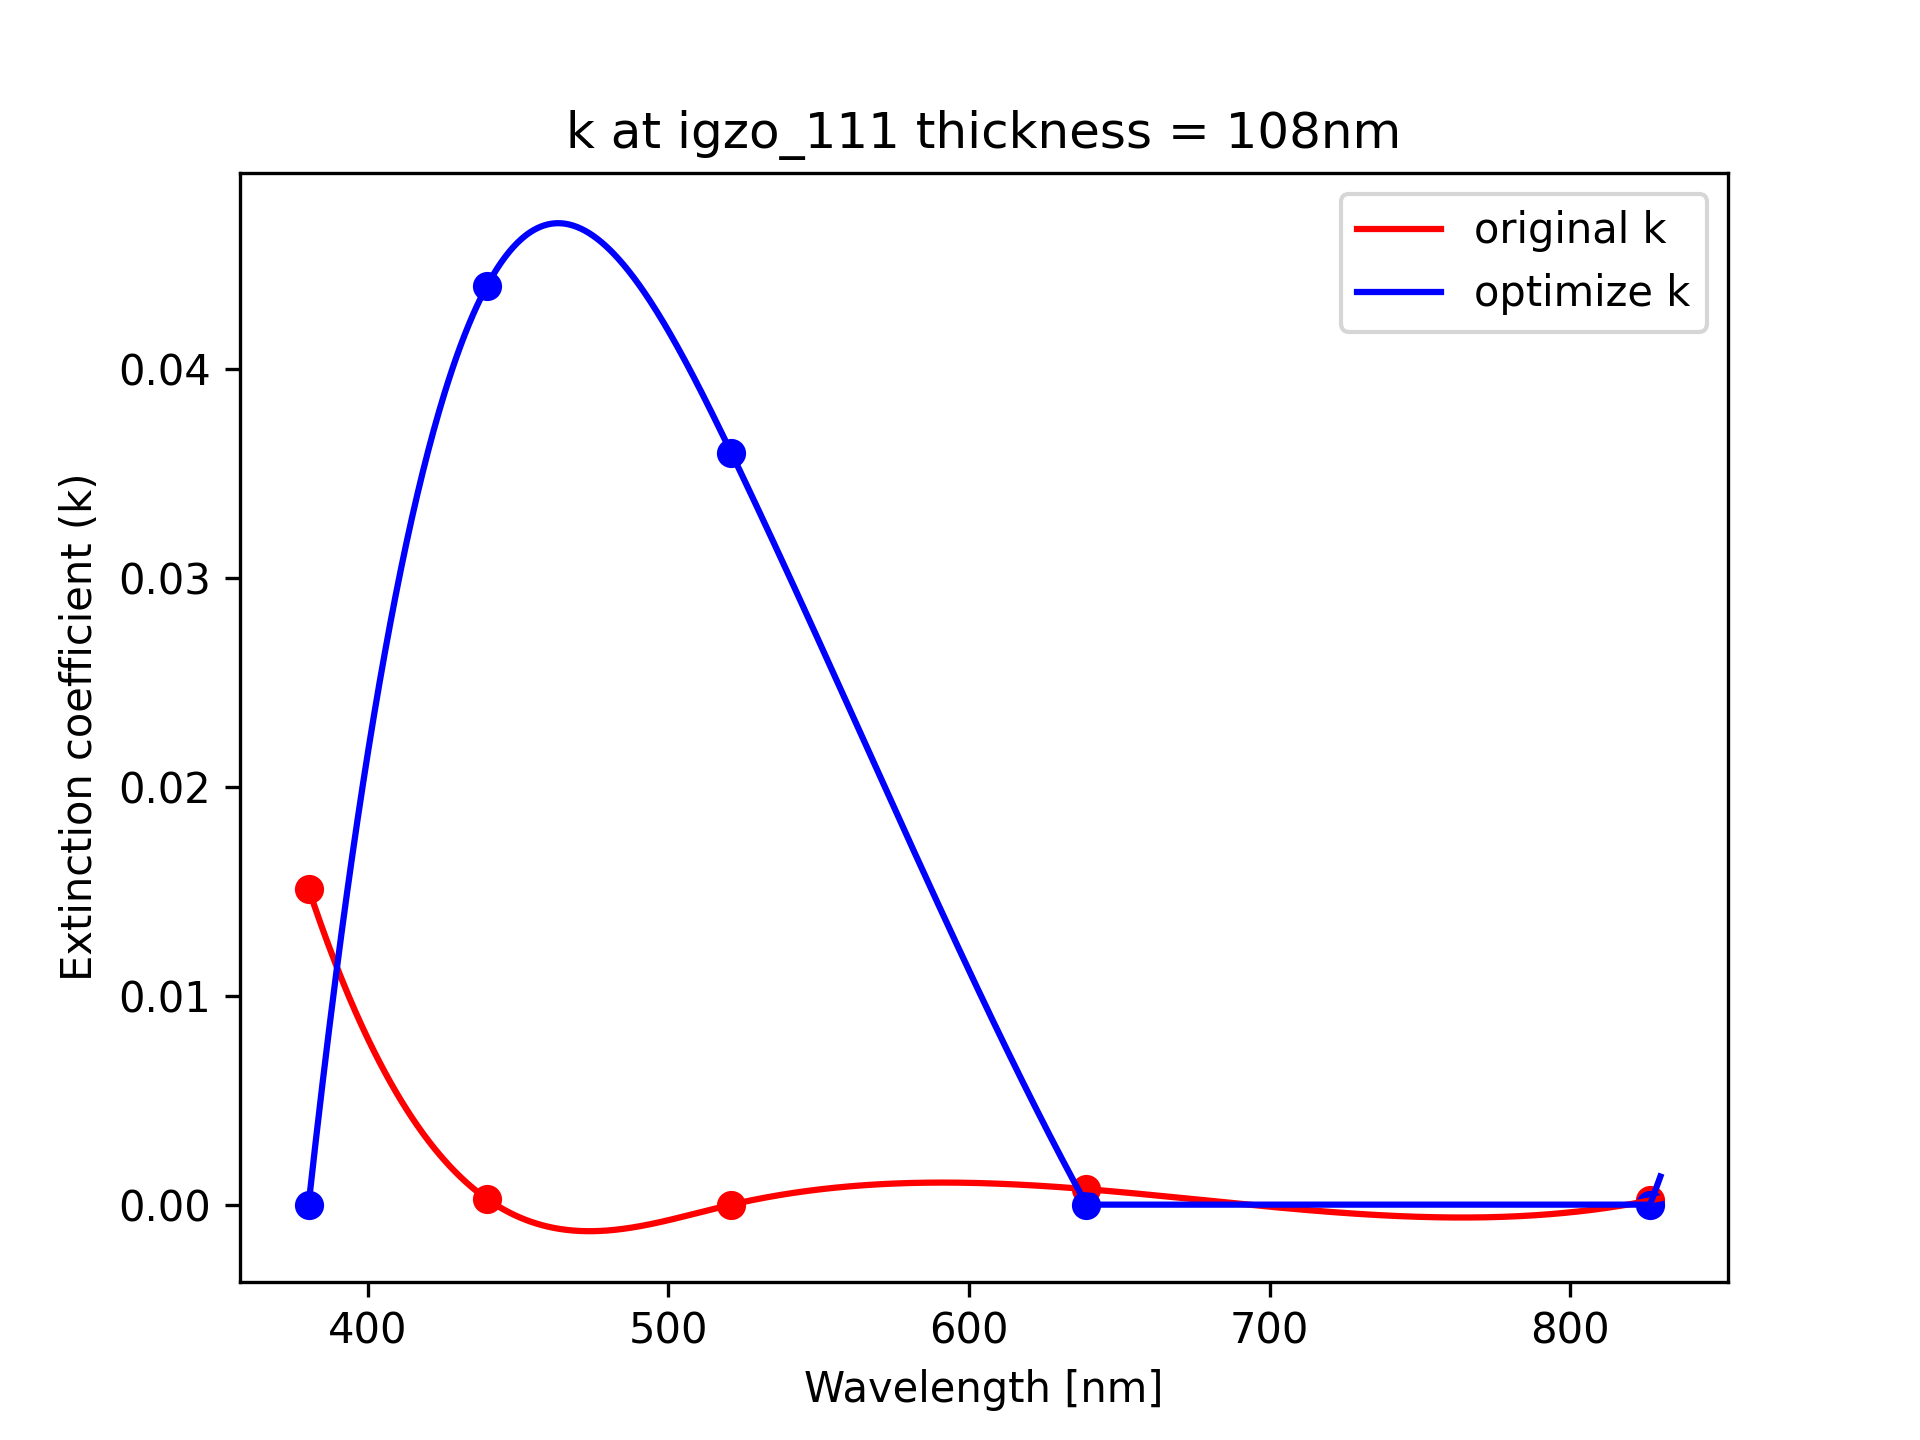 k at igzo_111 thickness = 108nm
original k
optimize k
Extinction coefficient (k)
0.04
0.03
0.02
0.01
0.00
400 500 600 700 800
Wavelength [nm]